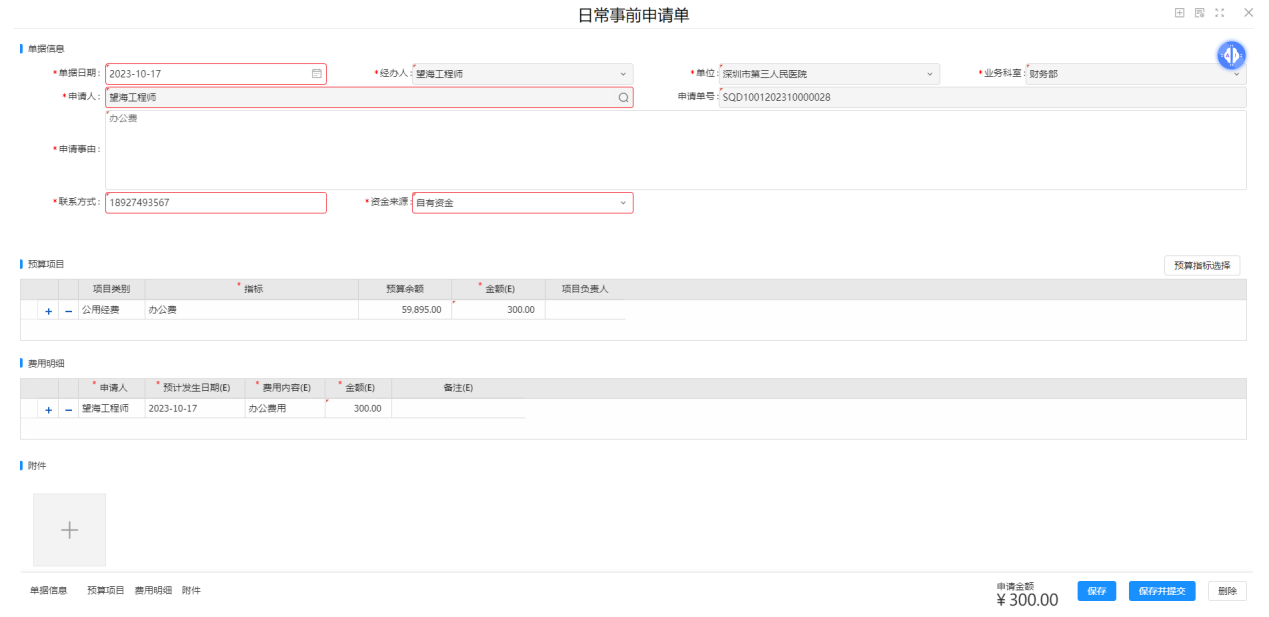 日常事前申请单
单据信息
*单据日期: 2023-10-17 *经办人: 望海工程师 *单位: 深圳市第三人民医院 *业务科室: 财务部
*申请人: 望海工程师 申请单号: SQD1001202310000028
*申请事由: 办公费
*联系方式: 18927493567 *资金来源: 自有资金
预算项目 预算指标选择
项目类别 *指标 预算余额 *金额(E) 项目负责人
+ − 公用经费 办公费 59,895.00 300.00
费用明细
*申请人 *预计发生日期(E) *费用内容(E) *金额(E) 备注(E)
+ − 望海工程师 2023-10-17 办公费用 300.00
附件
+
单据信息 预算项目 费用明细 附件 申请金额 保存 保存并提交 删除
¥300.00